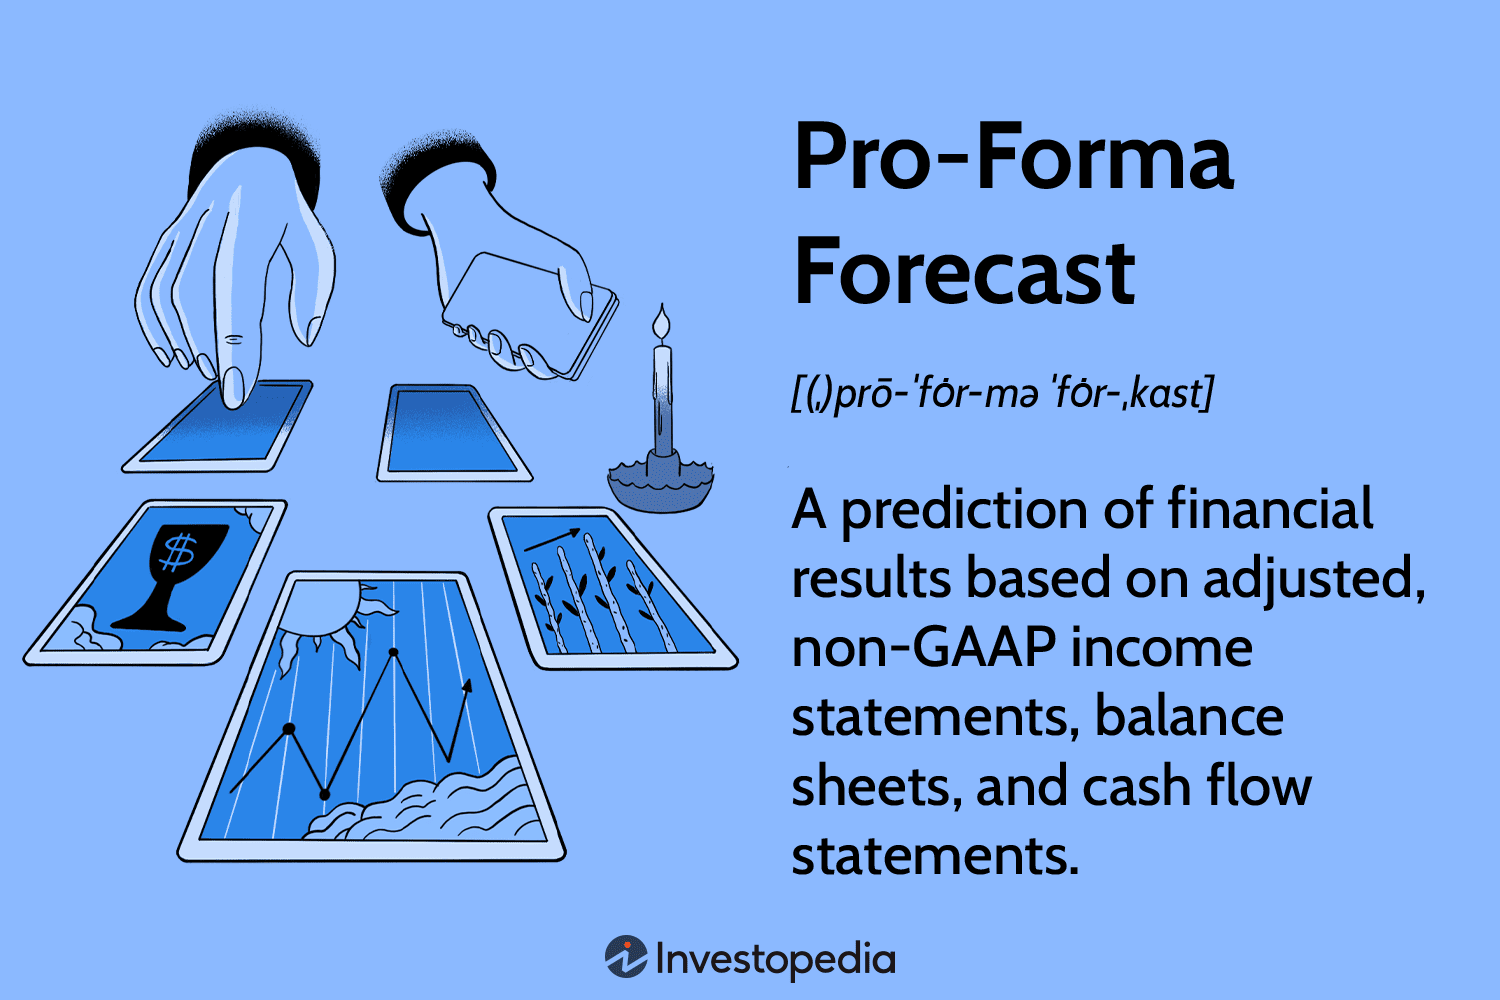 Pro-Forma
Forecast
[(ˌ)prō-ˈfȯr-mə ˈfȯr-ˌkast]
A prediction of financial
results based on adjusted,
non-GAAP income
statements, balance
sheets, and cash flow
statements.
$
Investopedia